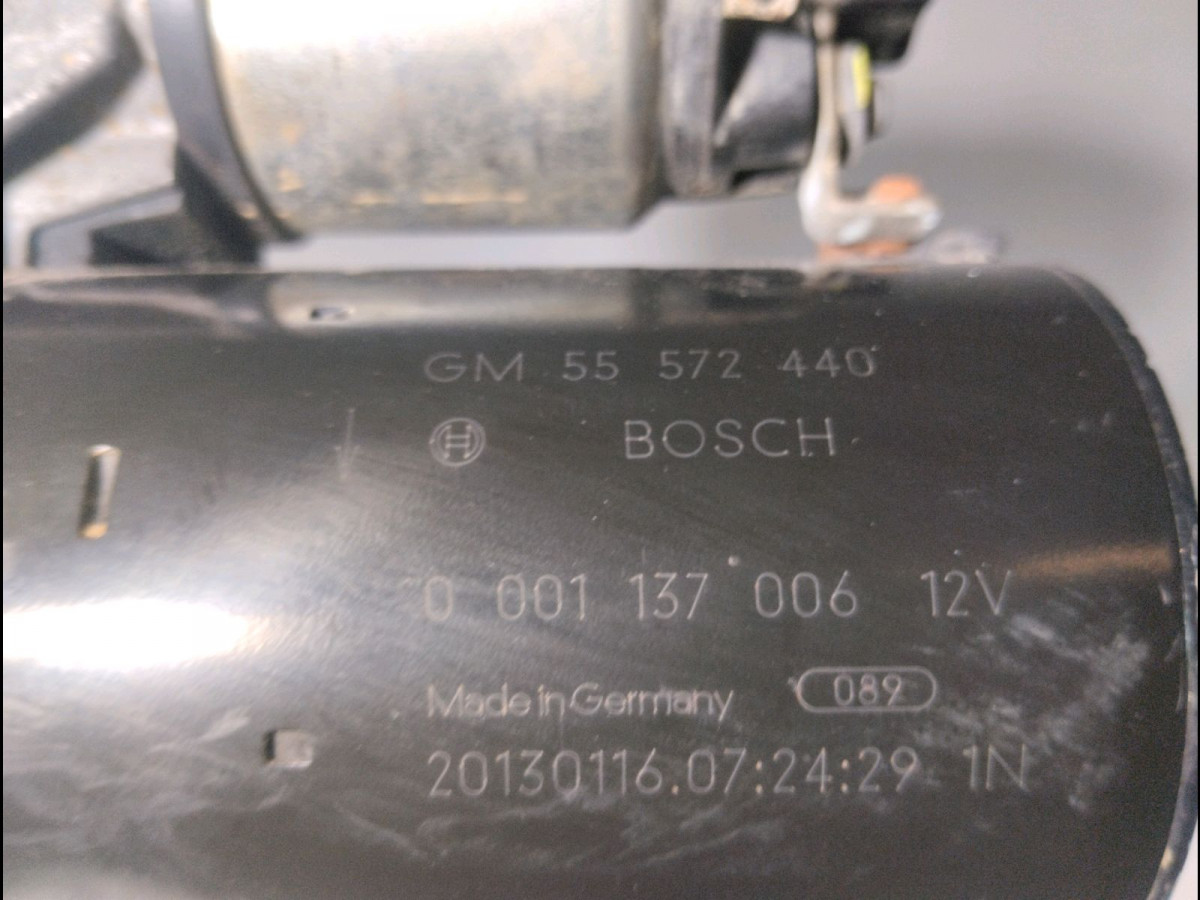 GM 55 572 440
BOSCH
0 001 137 006 12V
Made in Germany 089
20130116.07:24:29 1N